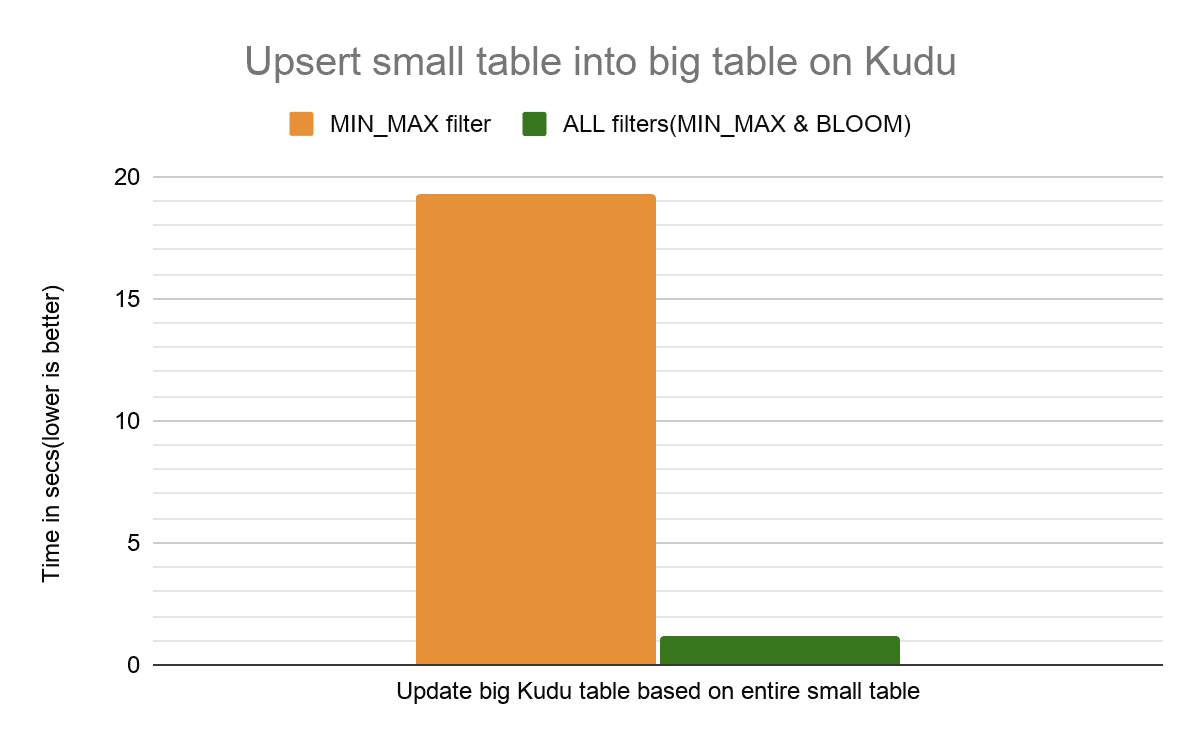 Upsert small table into big table on Kudu
MIN_MAX filter
ALL filters(MIN_MAX & BLOOM)
20
15
10
5
0
Time in secs(lower is better)
Update big Kudu table based on entire small table